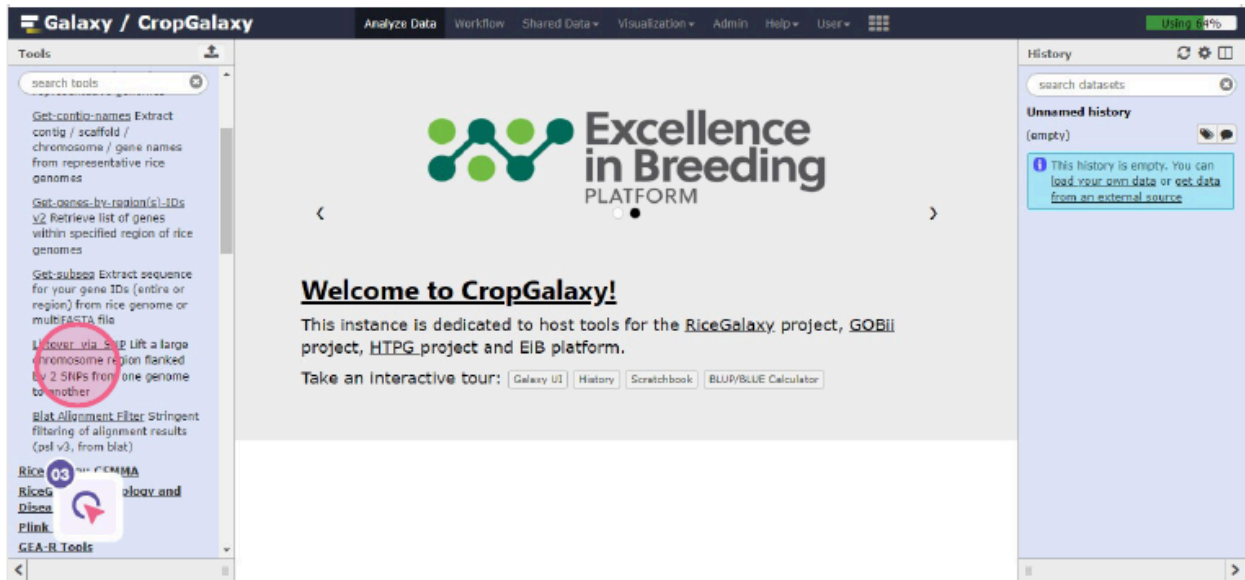 Galaxy / CropGalaxy
Analyze Data Workflow Shared Data Visualization Admin Help User
Using 64%
Tools
search tools
representative genomes
Get-contig-names Extract
contig / scaffold /
chromosome / gene names
from representative rice
genomes
Get-genes-by-region(s)-IDs
v2 Retrieve list of genes
within specified region of rice
genomes
Get-subseq Extract sequence
for your gene IDs (entire or
region) from rice genome or
multiFASTA file
Liftover_via_SNP Lift a large
chromosome region flanked
by 2 SNPs from one genome
to another
Blat Alignment Filter Stringent
filtering of alignment results
(psl v3, from blat)
03
Disea
Plink
GEA-R Tools
Excellence
in Breeding
PLATFORM
Welcome to CropGalaxy!
This instance is dedicated to host tools for the RiceGalaxy project, GOBii
project, HTPG project and EIB platform.
Take an interactive tour: Galaxy UI History Scratchbook BLUP/BLUE Calculator
History
search datasets
Unnamed history
(empty)
This history is empty. You can
load your own data or get data
from an external source